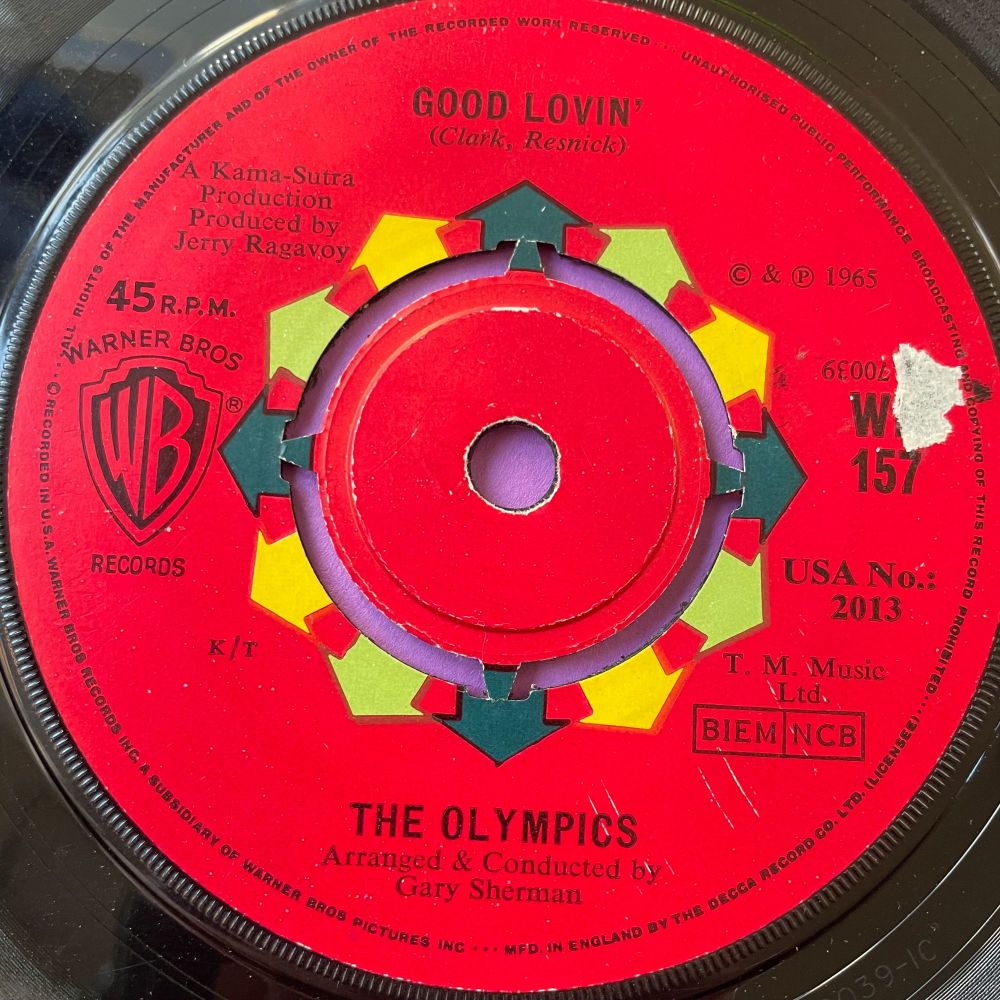 GOOD LOVIN'
(Clark, Resnick)
A Kama-Sutra
Production
Produced by
Jerry Ragavoy
45 R.P.M.
WARNER BROS
WB
®
RECORDS
K/T
© & ℗ 1965
70039
157
USA No.:
2013
T. M. Music
Ltd.
BIEM NCB
THE OLYMPICS
Arranged & Conducted by
Gary Sherman
ALL RIGHTS OF THE MANUFACTURER AND OF THE OWNER OF THE RECORDED WORK RESERVED ... UNAUTHORISED PUBLIC PERFORMANCE BROADCASTING AND COPYING OF THIS RECORD PROHIBITED ...
℗ RECORDED IN U.S.A. WARNER BROS RECORDS INC. A SUBSIDIARY OF WARNER BROS PICTURES INC ... MFD. IN ENGLAND BY THE DECCA RECORD CO. LTD. (LICENSEE) ...
039-1C